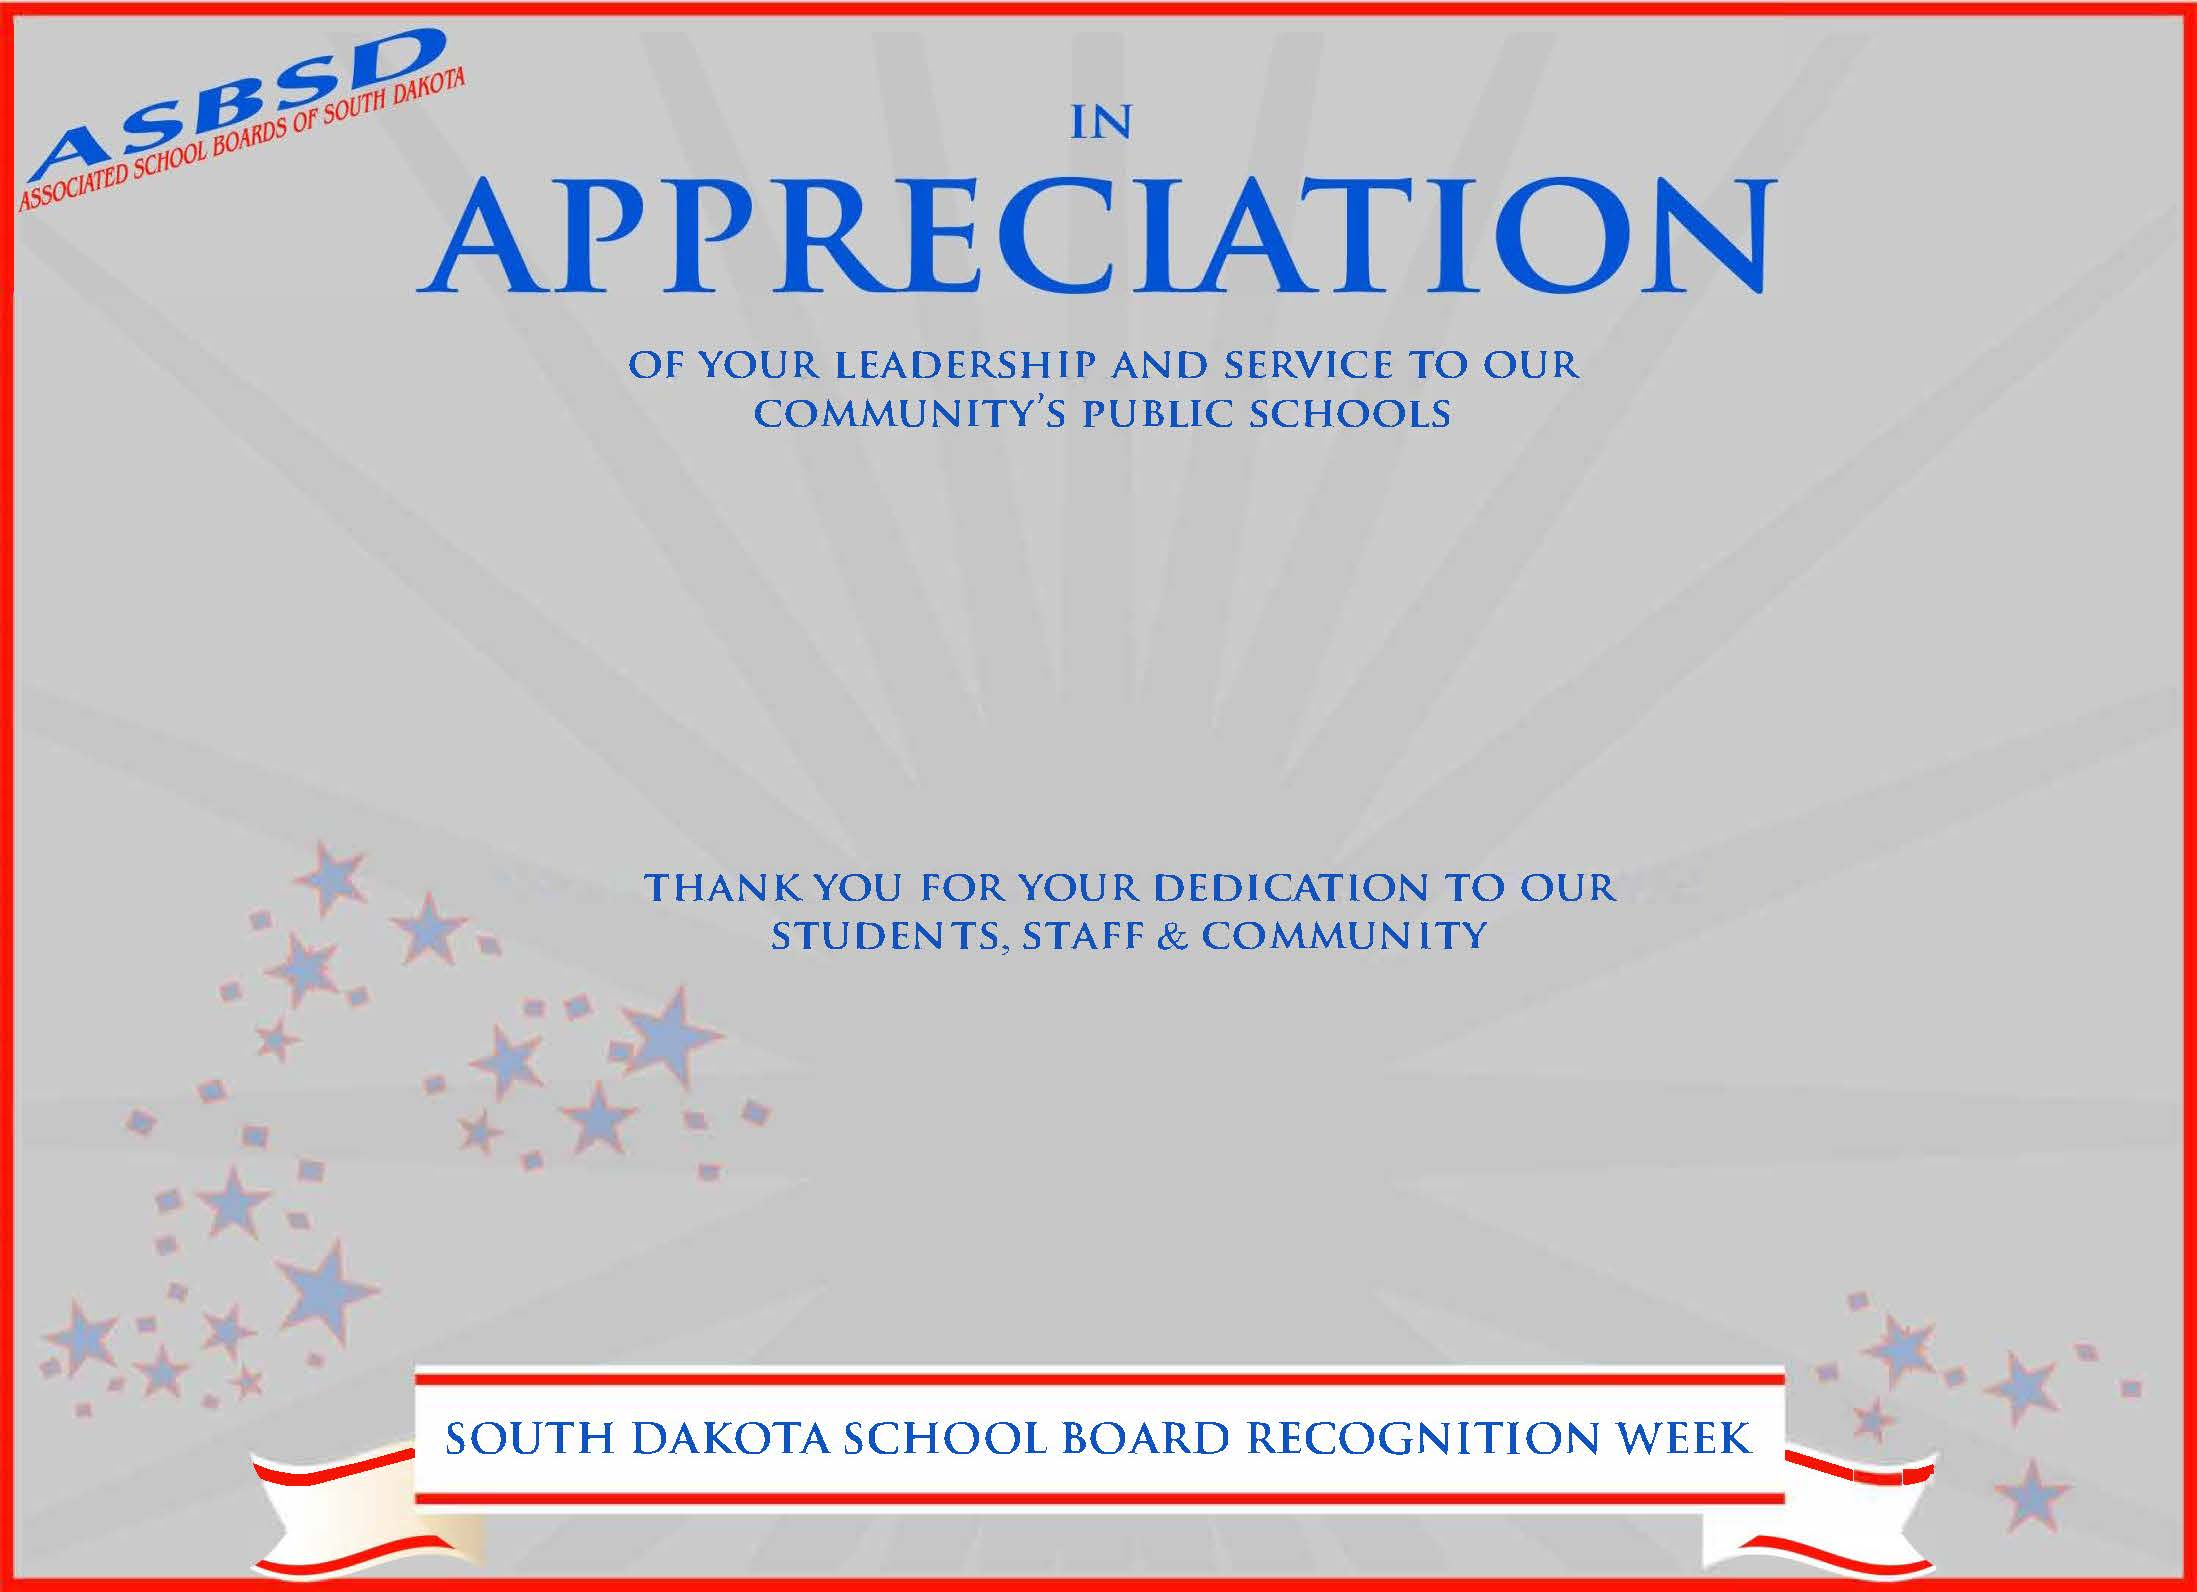 ASBSD
ASSOCIATED SCHOOL BOARDS OF SOUTH DAKOTA
IN
APPRECIATION
OF YOUR LEADERSHIP AND SERVICE TO OUR
COMMUNITY'S PUBLIC SCHOOLS
THANK YOU FOR YOUR DEDICATION TO OUR
STUDENTS, STAFF & COMMUNITY
SOUTH DAKOTA SCHOOL BOARD RECOGNITION WEEK